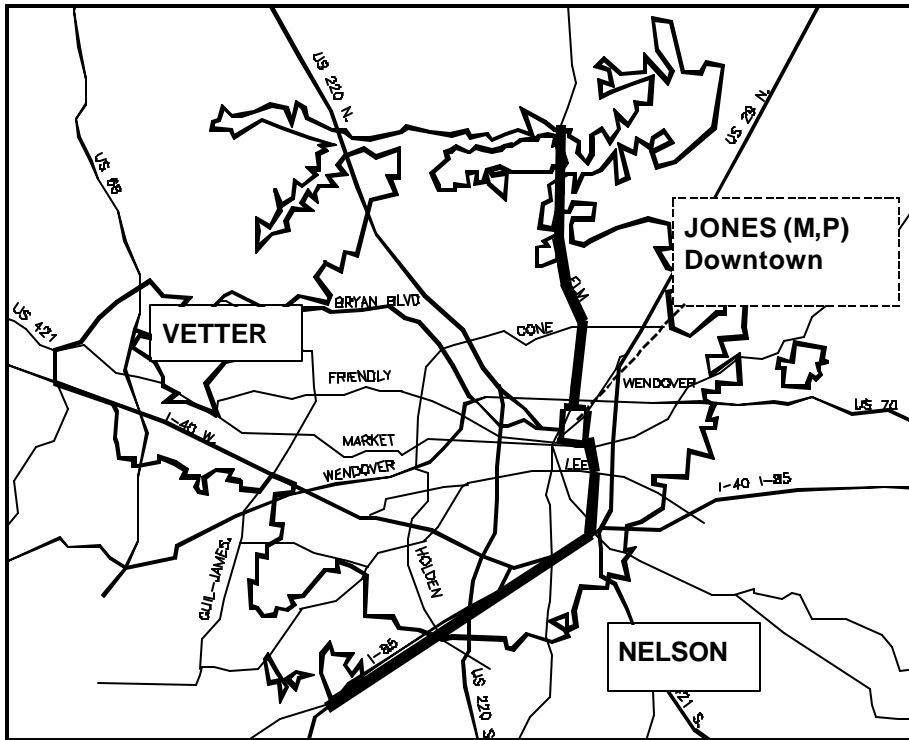 US 220 N.
US 29 N.
US 68
JONES (M,P)
Downtown
ELM
BRYAN BLVD
US 421
VETTER
CONE
FRIENDLY
WENDOVER
US 70
I-40 W.
MARKET
WENDOVER
LEE
I-40 I-85
HOLDEN
GUIL-JAMES.
NELSON
I-85
US 220 S.
21 S.